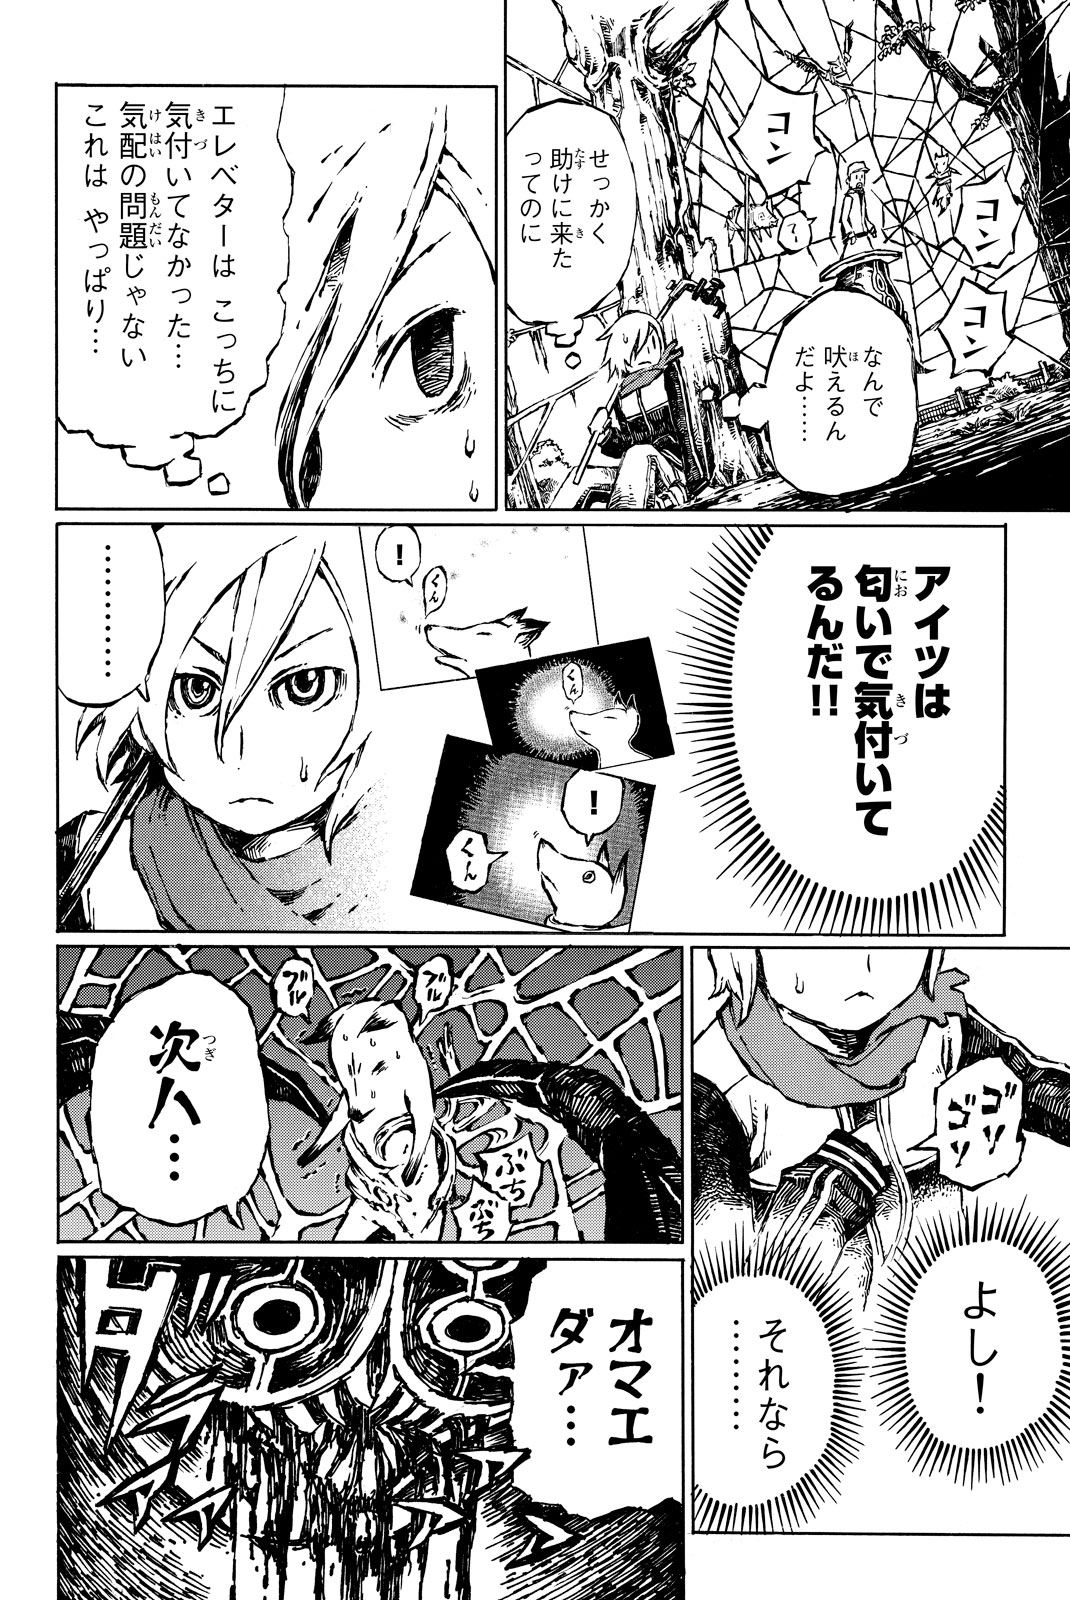 コン
コン
コン
？
なんで
吠えるん
だよ……
せっかく
助けに来た
ってのに
エレベターは こっちに
気付いてなかった…
気配の問題じゃない
これは やっぱり…
アイツは
匂いで気付いて
るんだ!!
！
くん
くん
！
くん
…………
ゴソ
ゴソ
よし！
それなら
………
ブル
ブル
ぶち
ぶち
次ハ…
オマエ
ダァ…